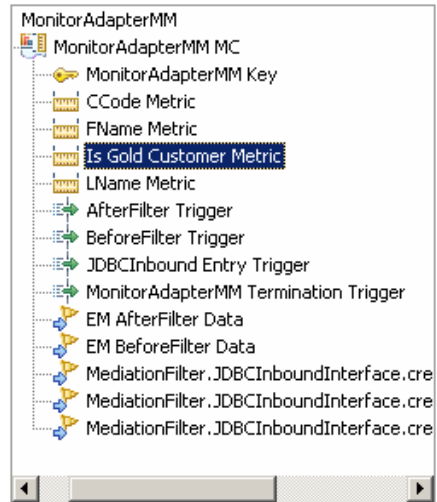 MonitorAdapterMM
MonitorAdapterMM MC
MonitorAdapterMM Key
CCode Metric
FName Metric
Is Gold Customer Metric
LName Metric
AfterFilter Trigger
BeforeFilter Trigger
JDBCInbound Entry Trigger
MonitorAdapterMM Termination Trigger
EM AfterFilter Data
EM BeforeFilter Data
MediationFilter.JDBCInboundInterface.cre
MediationFilter.JDBCInboundInterface.cre
MediationFilter.JDBCInboundInterface.cre